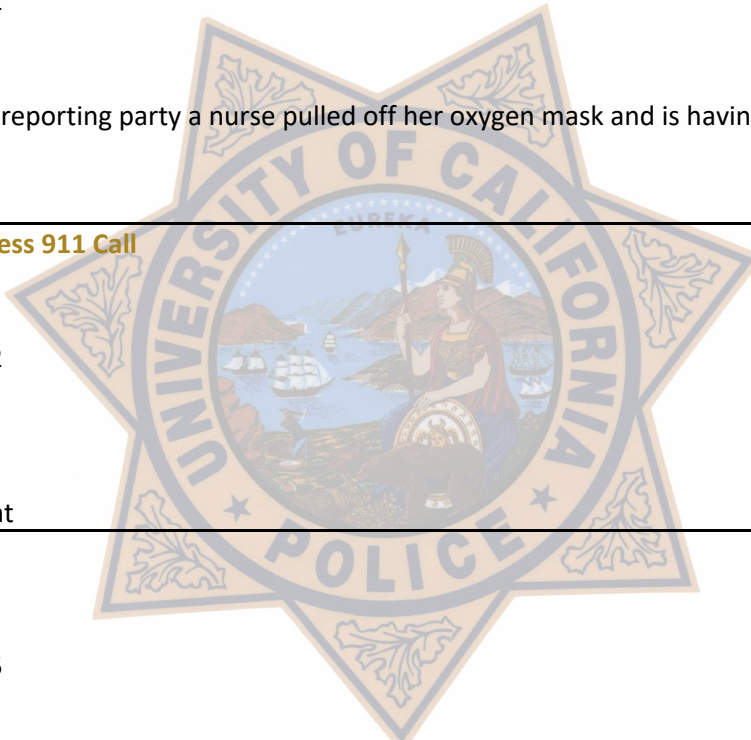 reporting party a nurse pulled off her oxygen mask and is havin
UNIVERSITY OF CALIFORNIA
EUREKA
ess 911 Call
nt
POLICE